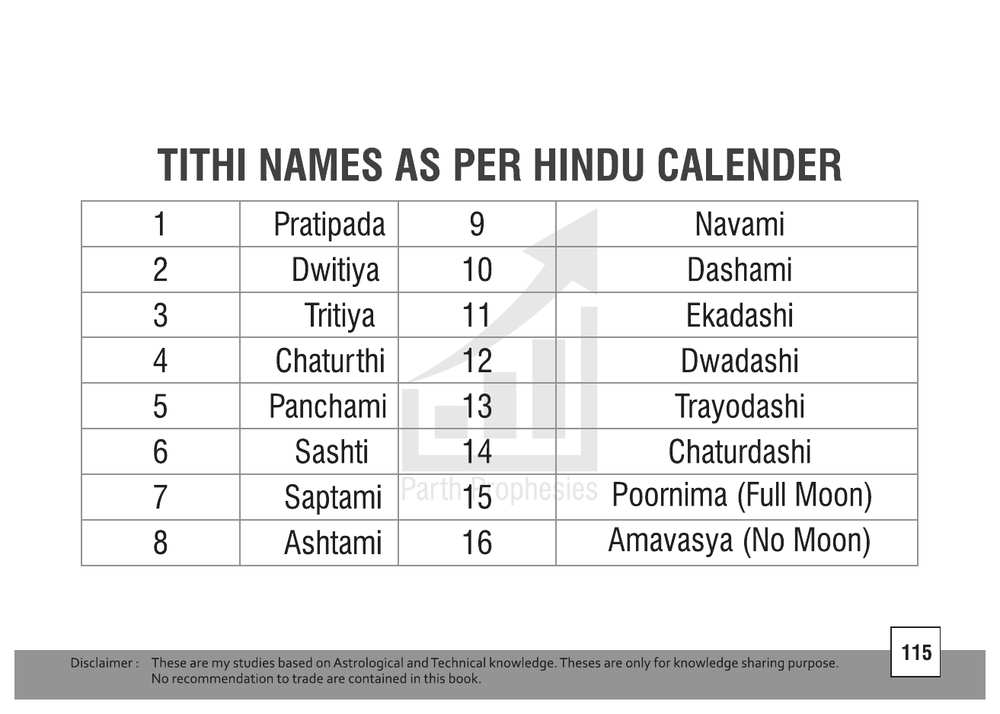 TITHI NAMES AS PER HINDU CALENDER
1 Pratipada 9 Navami
2 Dwitiya 10 Dashami
3 Tritiya 11 Ekadashi
4 Chaturthi 12 Dwadashi
5 Panchami 13 Trayodashi
6 Sashti 14 Chaturdashi
7 Saptami 15 Poornima (Full Moon)
8 Ashtami 16 Amavasya (No Moon)
Parth Prophesies
Disclaimer : These are my studies based on Astrological and Technical knowledge. Theses are only for knowledge sharing purpose.
No recommendation to trade are contained in this book.
115